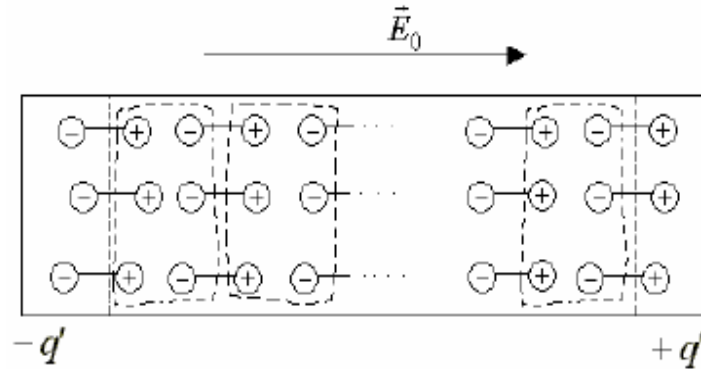 E⃗₀
− + − + − ···· − + − +
− + − + − ···· − + − +
− + − + − ···· − + − +
−q′ +q′